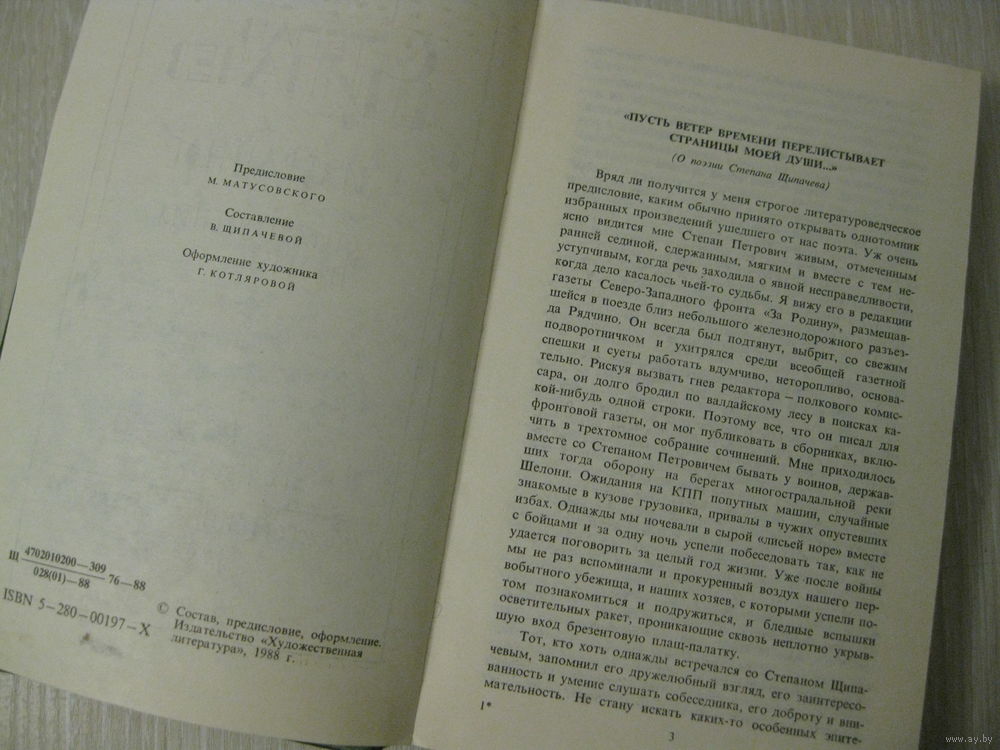 Предисловие
М. МАТУСОВСКОГО
Составление
В. ЩИПАЧЕВОЙ
Оформление художника
Г. КОТЛЯРОВОЙ
Щ 4702010200—309 76—88
028(01)—88
ISBN 5—280—00197—X
© Состав, предисловие, оформление.
Издательство «Художественная
литература», 1988 г.
«ПУСТЬ ВЕТЕР ВРЕМЕНИ ПЕРЕЛИСТЫВАЕТ
СТРАНИЦЫ МОЕЙ ДУШИ...»
(О поэзии Степана Щипачева)
Вряд ли получится у меня строгое литературоведческое
предисловие, каким обычно принято открывать однотомник
избранных произведений ушедшего от нас поэта. Уж очень
ясно видится мне Степан Петрович живым, отмеченным
ранней сединой, сдержанным, мягким и вместе с тем не-
уступчивым, когда речь заходила о явной несправедливости,
когда дело касалось чьей-то судьбы. Я вижу его в редакции
газеты Северо-Западного фронта «За Родину», размещав-
шейся в поезде близ небольшого железнодорожного разъез-
да Рядчино. Он всегда был подтянут, выбрит, со свежим
подворотничком и ухитрялся среди всеобщей газетной
спешки и суеты работать вдумчиво, неторопливо, основа-
тельно. Рискуя вызвать гнев редактора – полкового комис-
сара, он долго бродил по валдайскому лесу в поисках ка-
кой-нибудь одной строки. Поэтому все, что он писал для
фронтовой газеты, он мог публиковать в сборниках, вклю-
чить в трехтомное собрание сочинений. Мне приходилось
вместе со Степаном Петровичем бывать у воинов, державших
ших тогда оборону на берегах многострадальной реки
Шелони. Ожидания на КПП попутных машин, случайные
знакомые в кузове грузовика, привалы в чужих опустевших
избах. Однажды мы ночевали в сырой «лисьей норе» вместе
с бойцами и за одну ночь успели побеседовать так, как не
удается поговорить за целый год жизни. Уже после войны
мы не раз вспоминали и прокуренный воздух нашего пер-
вобытного убежища, и наших хозяев, с которыми успели по-
том познакомиться и подружиться, и бледные вспышки
осветительных ракет, проникающие сквозь неплотно укрыв-
шую вход брезентовую плащ-палатку.
Тот, кто хоть однажды встречался со Степаном Щипа-
чевым, запомнил его дружелюбный взгляд, его заинтересо-
ванность и умение слушать собеседника, его доброту и вни-
мательность. Не стану искать каких-то особенных эпите-
1*
3
www.ay.by